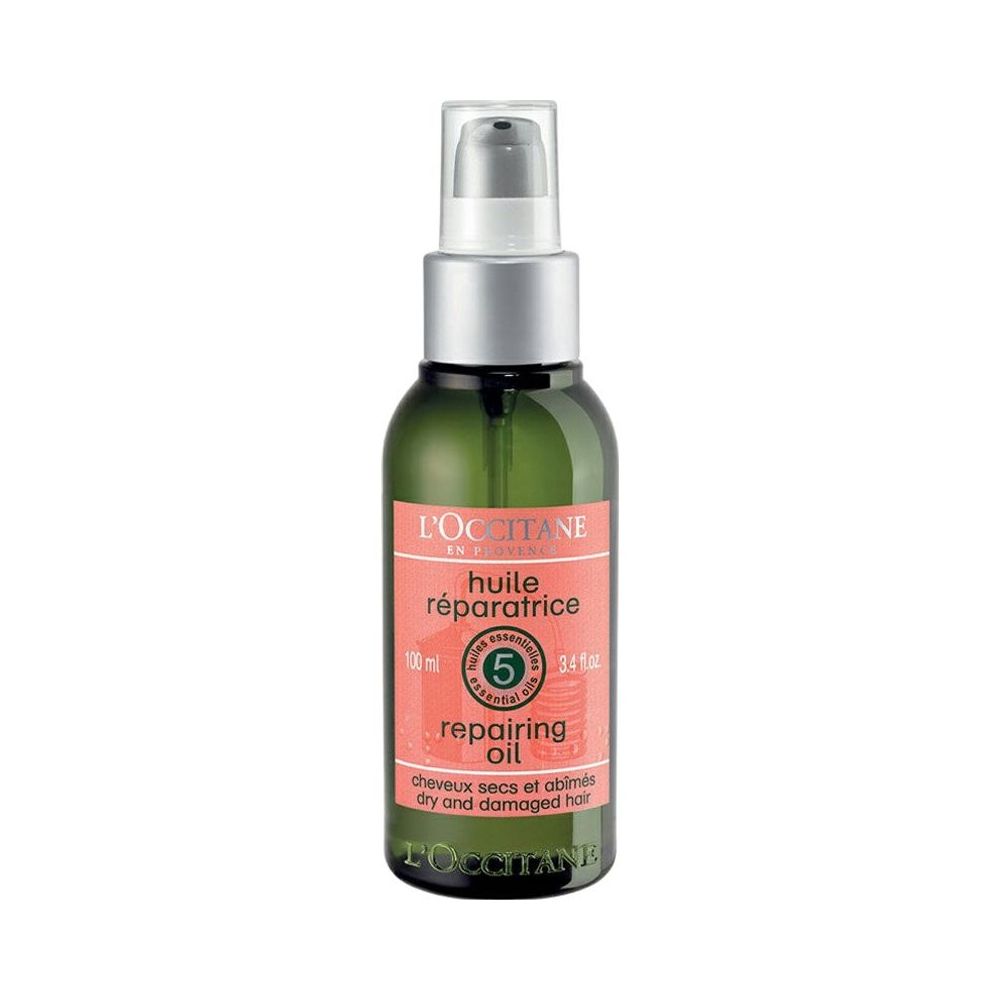 L'OCCITANE
EN PROVENCE
huile
réparatrice
100 ml
huiles essentielles
5
essential oils
3.4 fl.oz.
repairing
oil
cheveux secs et abîmés
dry and damaged hair
L'OCCITANE